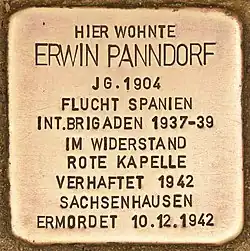 HIER WOHNTE
ERWIN PANNDORF
JG. 1904
FLUCHT SPANIEN
INT. BRIGADEN 1937-39
IM WIDERSTAND
ROTE KAPELLE
VERHAFTET 1942
SACHSENHAUSEN
ERMORDET 10.12.1942